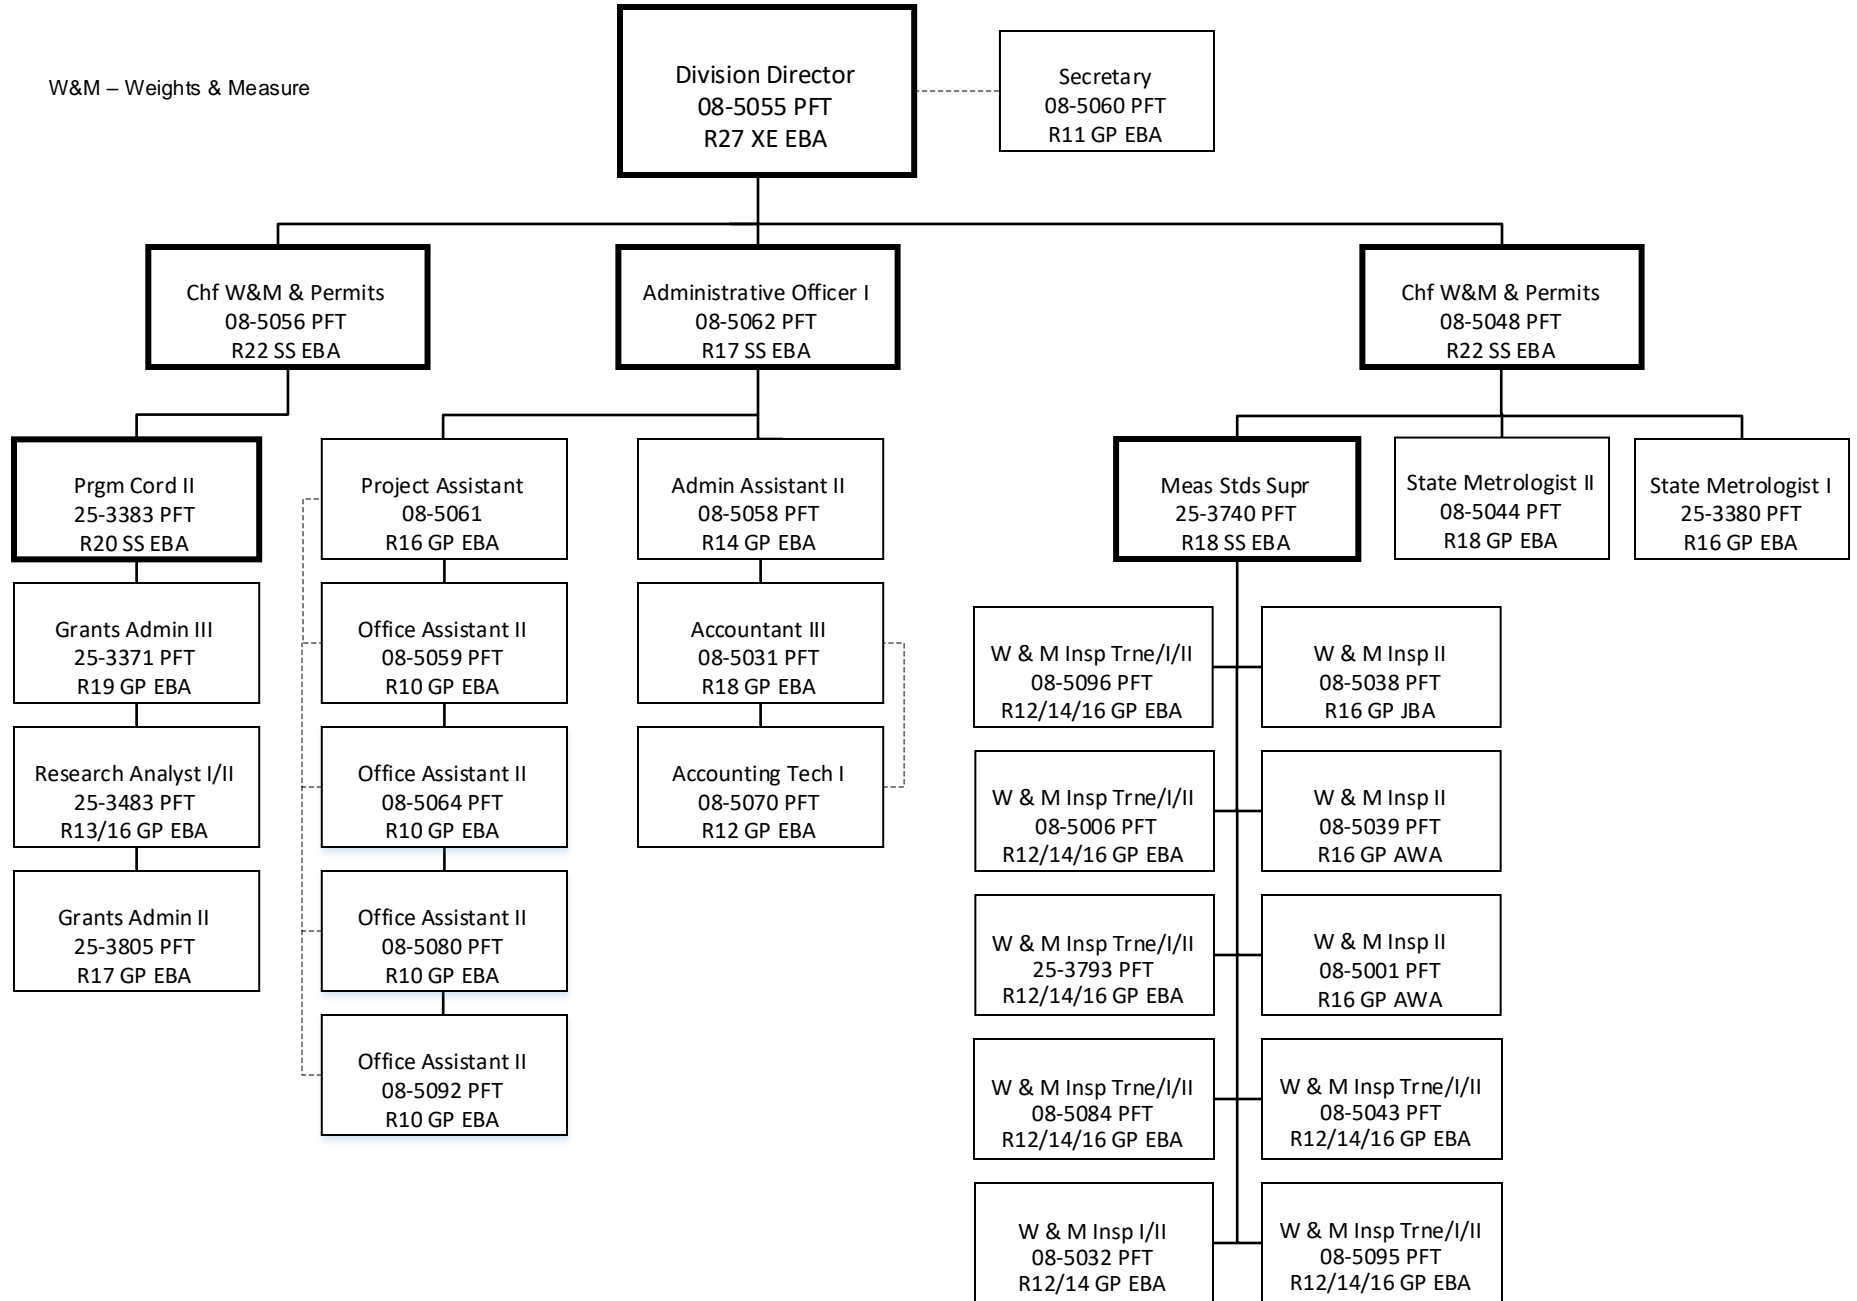 W&M – Weights & Measure
Division Director
08-5055 PFT
R27 XE EBA
Secretary
08-5060 PFT
R11 GP EBA
Chf W&M & Permits
08-5056 PFT
R22 SS EBA
Administrative Officer I
08-5062 PFT
R17 SS EBA
Chf W&M & Permits
08-5048 PFT
R22 SS EBA
Prgm Cord II
25-3383 PFT
R20 SS EBA
Grants Admin III
25-3371 PFT
R19 GP EBA
Research Analyst I/II
25-3483 PFT
R13/16 GP EBA
Grants Admin II
25-3805 PFT
R17 GP EBA
Project Assistant
08-5061
R16 GP EBA
Office Assistant II
08-5059 PFT
R10 GP EBA
Office Assistant II
08-5064 PFT
R10 GP EBA
Office Assistant II
08-5080 PFT
R10 GP EBA
Office Assistant II
08-5092 PFT
R10 GP EBA
Admin Assistant II
08-5058 PFT
R14 GP EBA
Accountant III
08-5031 PFT
R18 GP EBA
Accounting Tech I
08-5070 PFT
R12 GP EBA
Meas Stds Supr
25-3740 PFT
R18 SS EBA
State Metrologist II
08-5044 PFT
R18 GP EBA
State Metrologist I
25-3380 PFT
R16 GP EBA
W & M Insp Trne/I/II
08-5096 PFT
R12/14/16 GP EBA
W & M Insp II
08-5038 PFT
R16 GP JBA
W & M Insp Trne/I/II
08-5006 PFT
R12/14/16 GP EBA
W & M Insp II
08-5039 PFT
R16 GP AWA
W & M Insp Trne/I/II
25-3793 PFT
R12/14/16 GP EBA
W & M Insp II
08-5001 PFT
R16 GP AWA
W & M Insp Trne/I/II
08-5084 PFT
R12/14/16 GP EBA
W & M Insp Trne/I/II
08-5043 PFT
R12/14/16 GP EBA
W & M Insp I/II
08-5032 PFT
R12/14 GP EBA
W & M Insp Trne/I/II
08-5095 PFT
R12/14/16 GP EBA